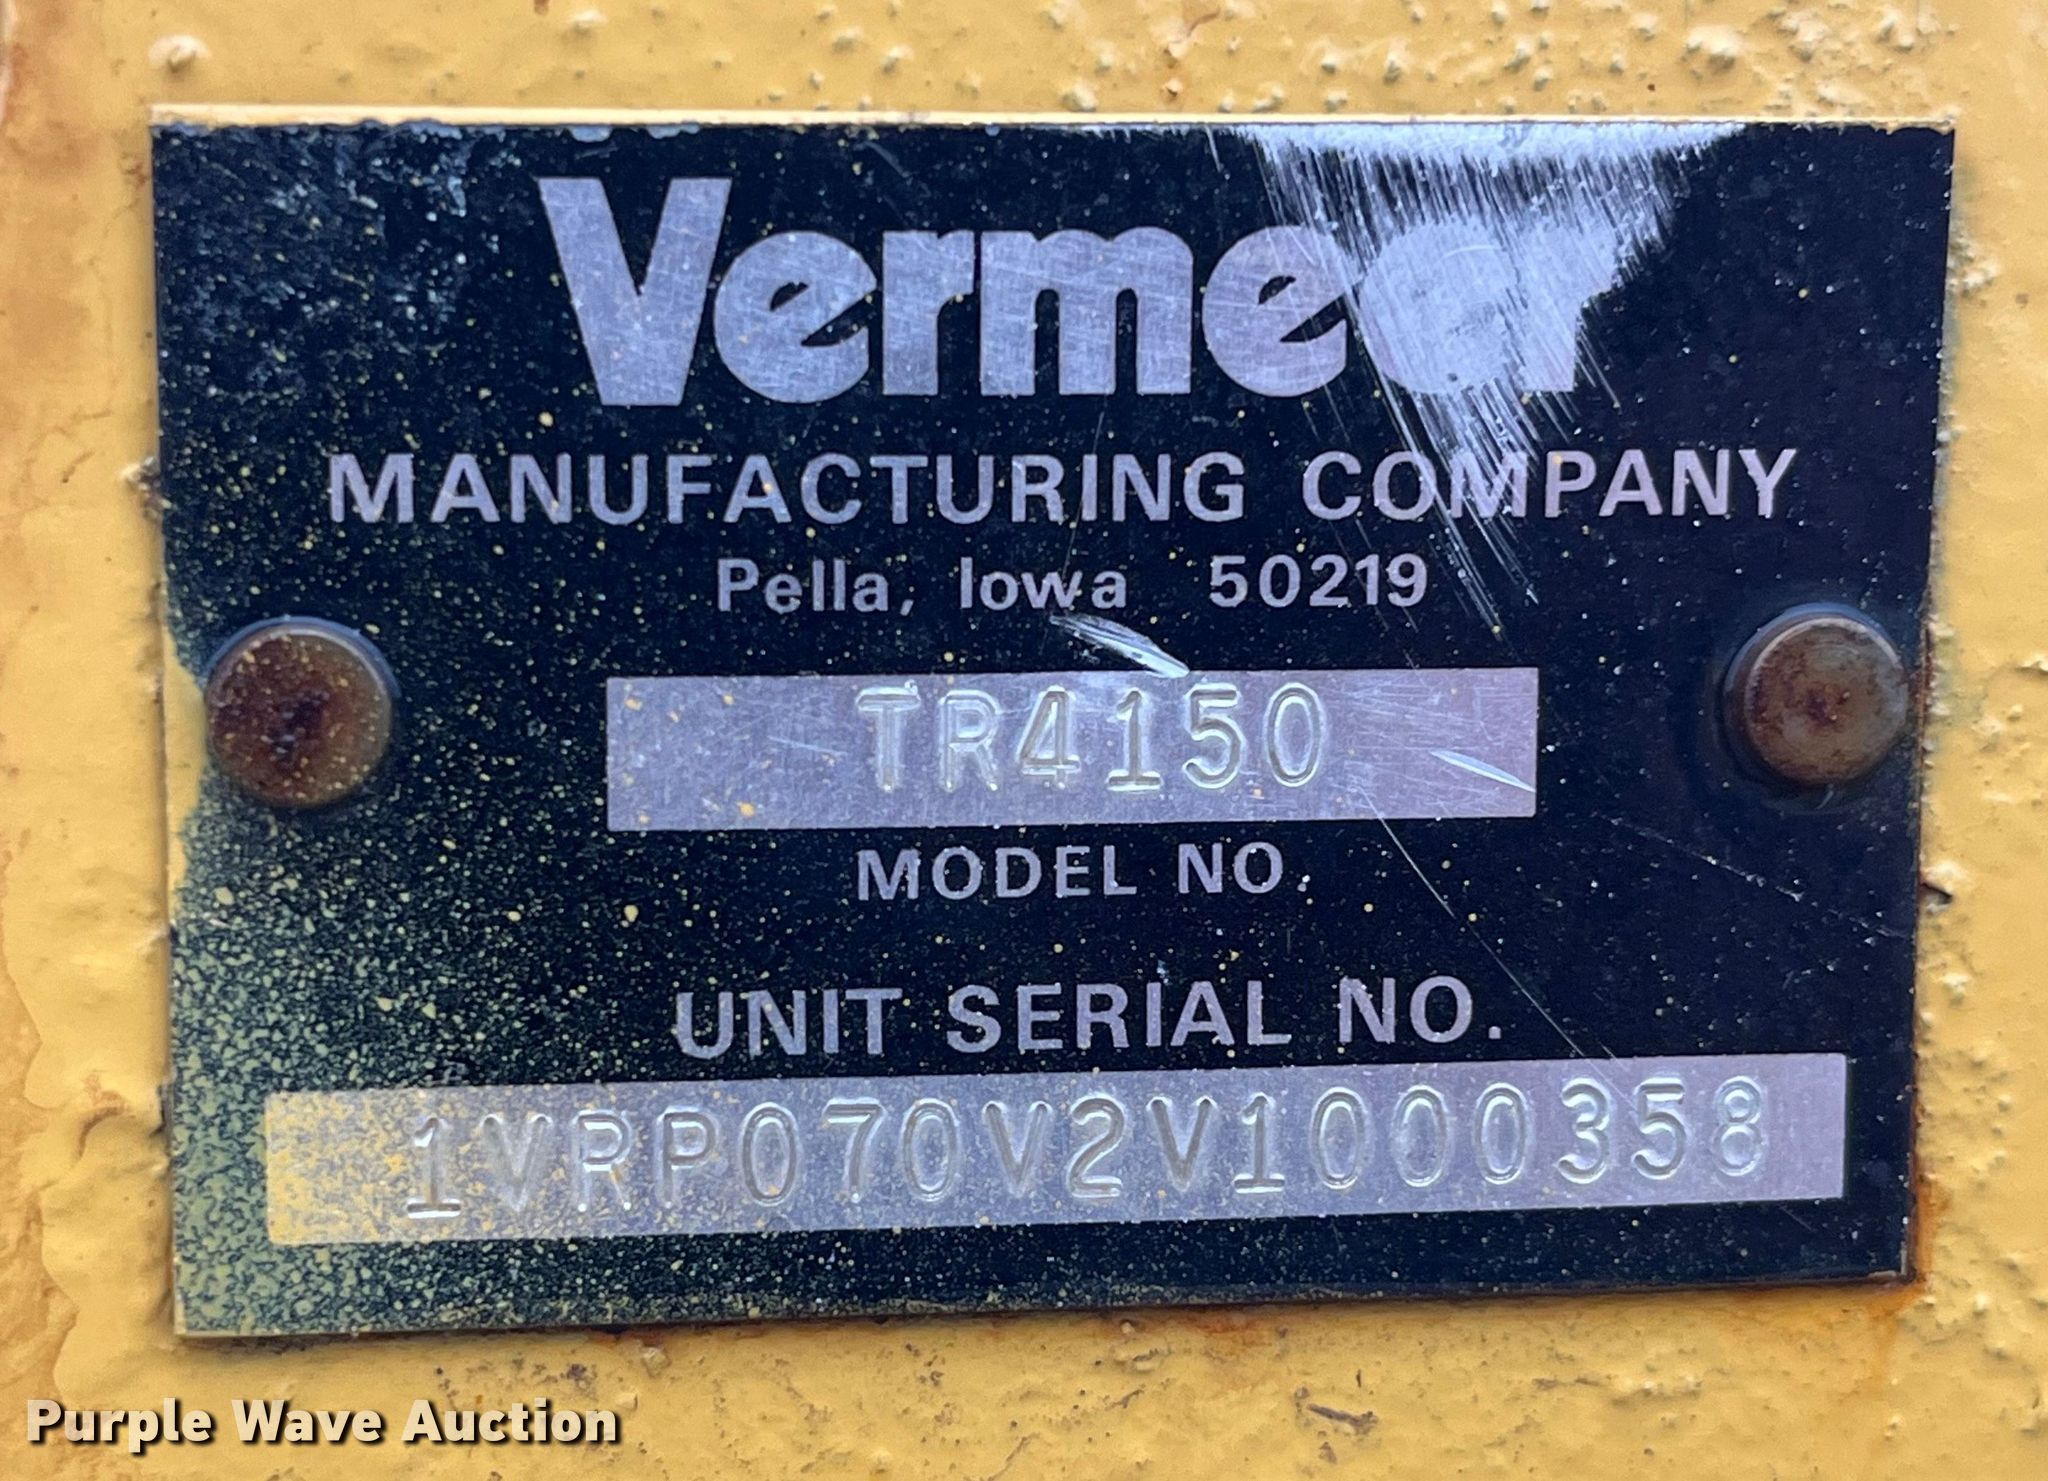 Vermeer
MANUFACTURING COMPANY
Pella, Iowa 50219
TR4150
MODEL NO.
UNIT SERIAL NO.
1VRP070V2V1000358
Purple Wave Auction